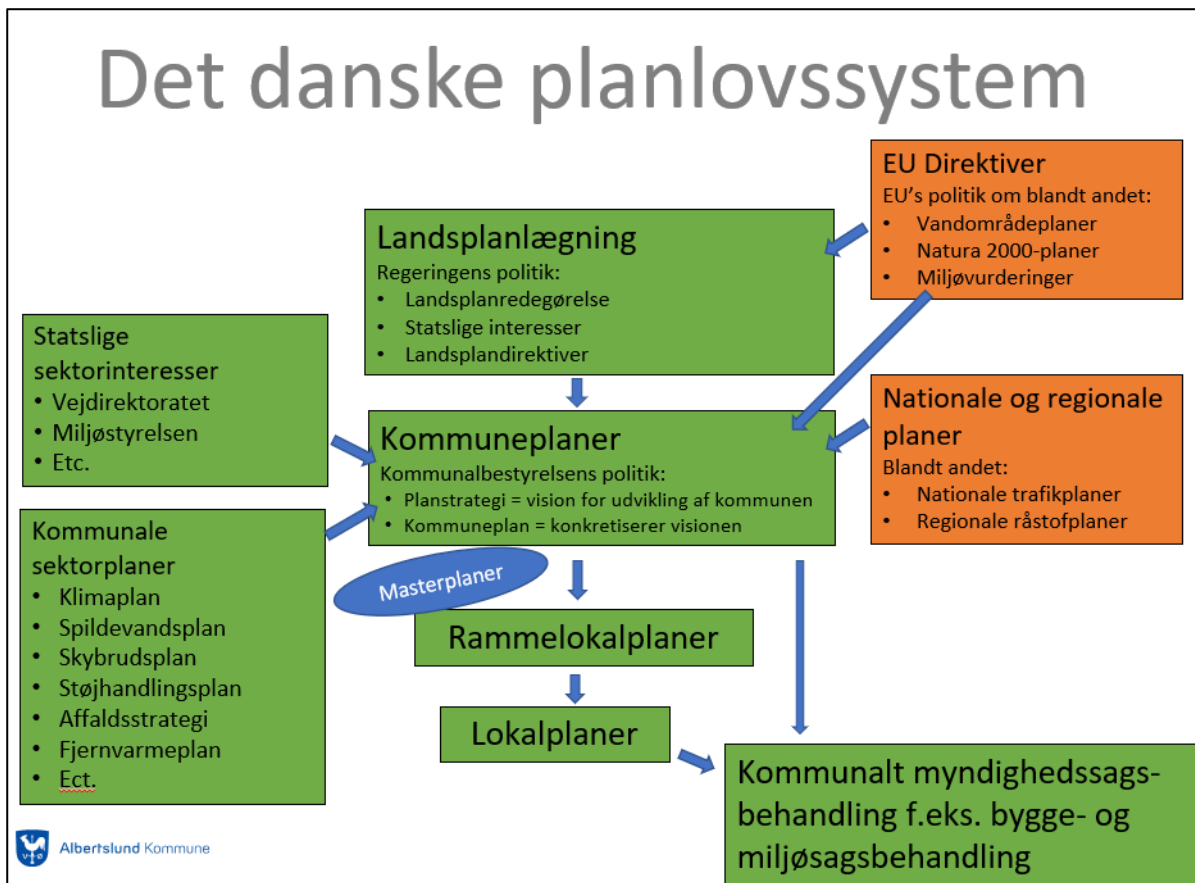 Det danske planlovssystem
EU Direktiver
EU's politik om blandt andet:
• Vandområdeplaner
• Natura 2000-planer
• Miljøvurderinger
Landsplanlægning
Regeringens politik:
• Landsplanredegørelse
• Statslige interesser
• Landsplandirektiver
Statslige
sektorinteresser
• Vejdirektoratet
• Miljøstyrelsen
• Etc.
Nationale og regionale
planer
Blandt andet:
• Nationale trafikplaner
• Regionale råstofplaner
Kommuneplaner
Kommunalbestyrelsens politik:
• Planstrategi = vision for udvikling af kommunen
• Kommuneplan = konkretiserer visionen
Kommunale
sektorplaner
• Klimaplan
• Spildevandsplan
• Skybrudsplan
• Støjhandlingsplan
• Affaldsstrategi
• Fjernvarmeplan
• Ect.
Masterplaner
Rammelokalplaner
Lokalplaner
Kommunalt myndighedssags-
behandling f.eks. bygge- og
miljøsagsbehandling
Albertslund Kommune